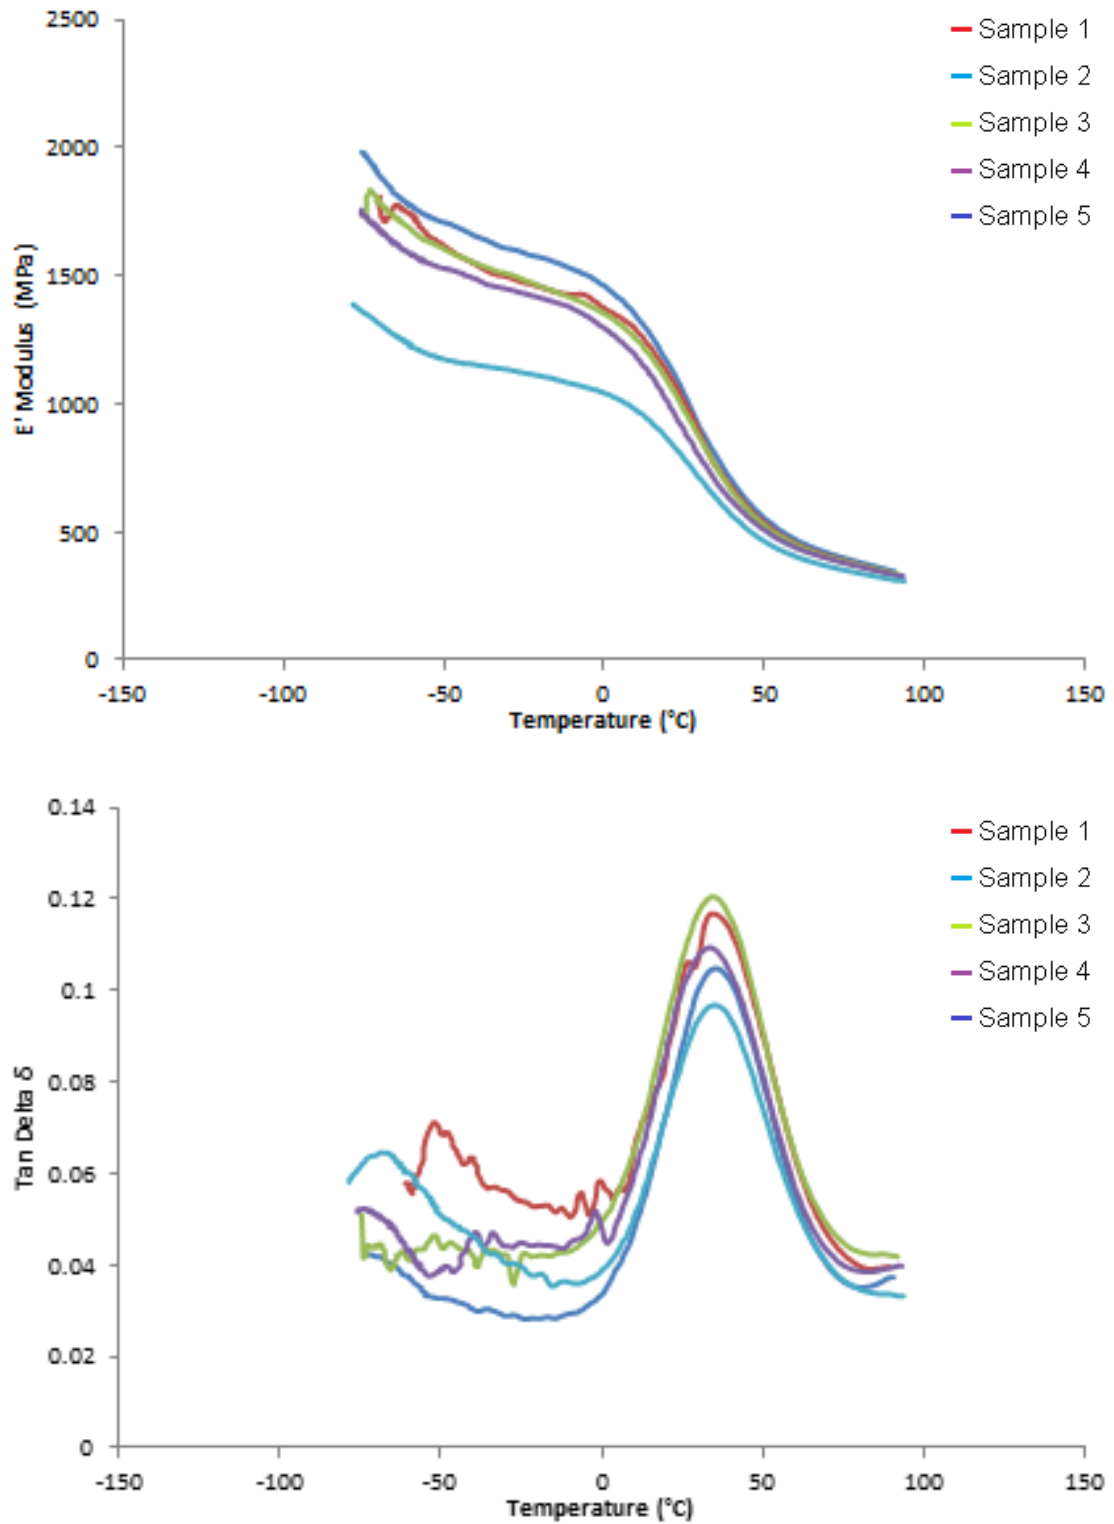 2500
2000
1500
1000
500
0
E' Modulus (MPa)
-150 -100 -50 0 50 100 150
Temperature (°C)
Sample 1
Sample 2
Sample 3
Sample 4
Sample 5
0.14
0.12
0.1
0.08
0.06
0.04
0.02
0
Tan Delta δ
-150 -100 -50 0 50 100 150
Temperature (°C)
Sample 1
Sample 2
Sample 3
Sample 4
Sample 5